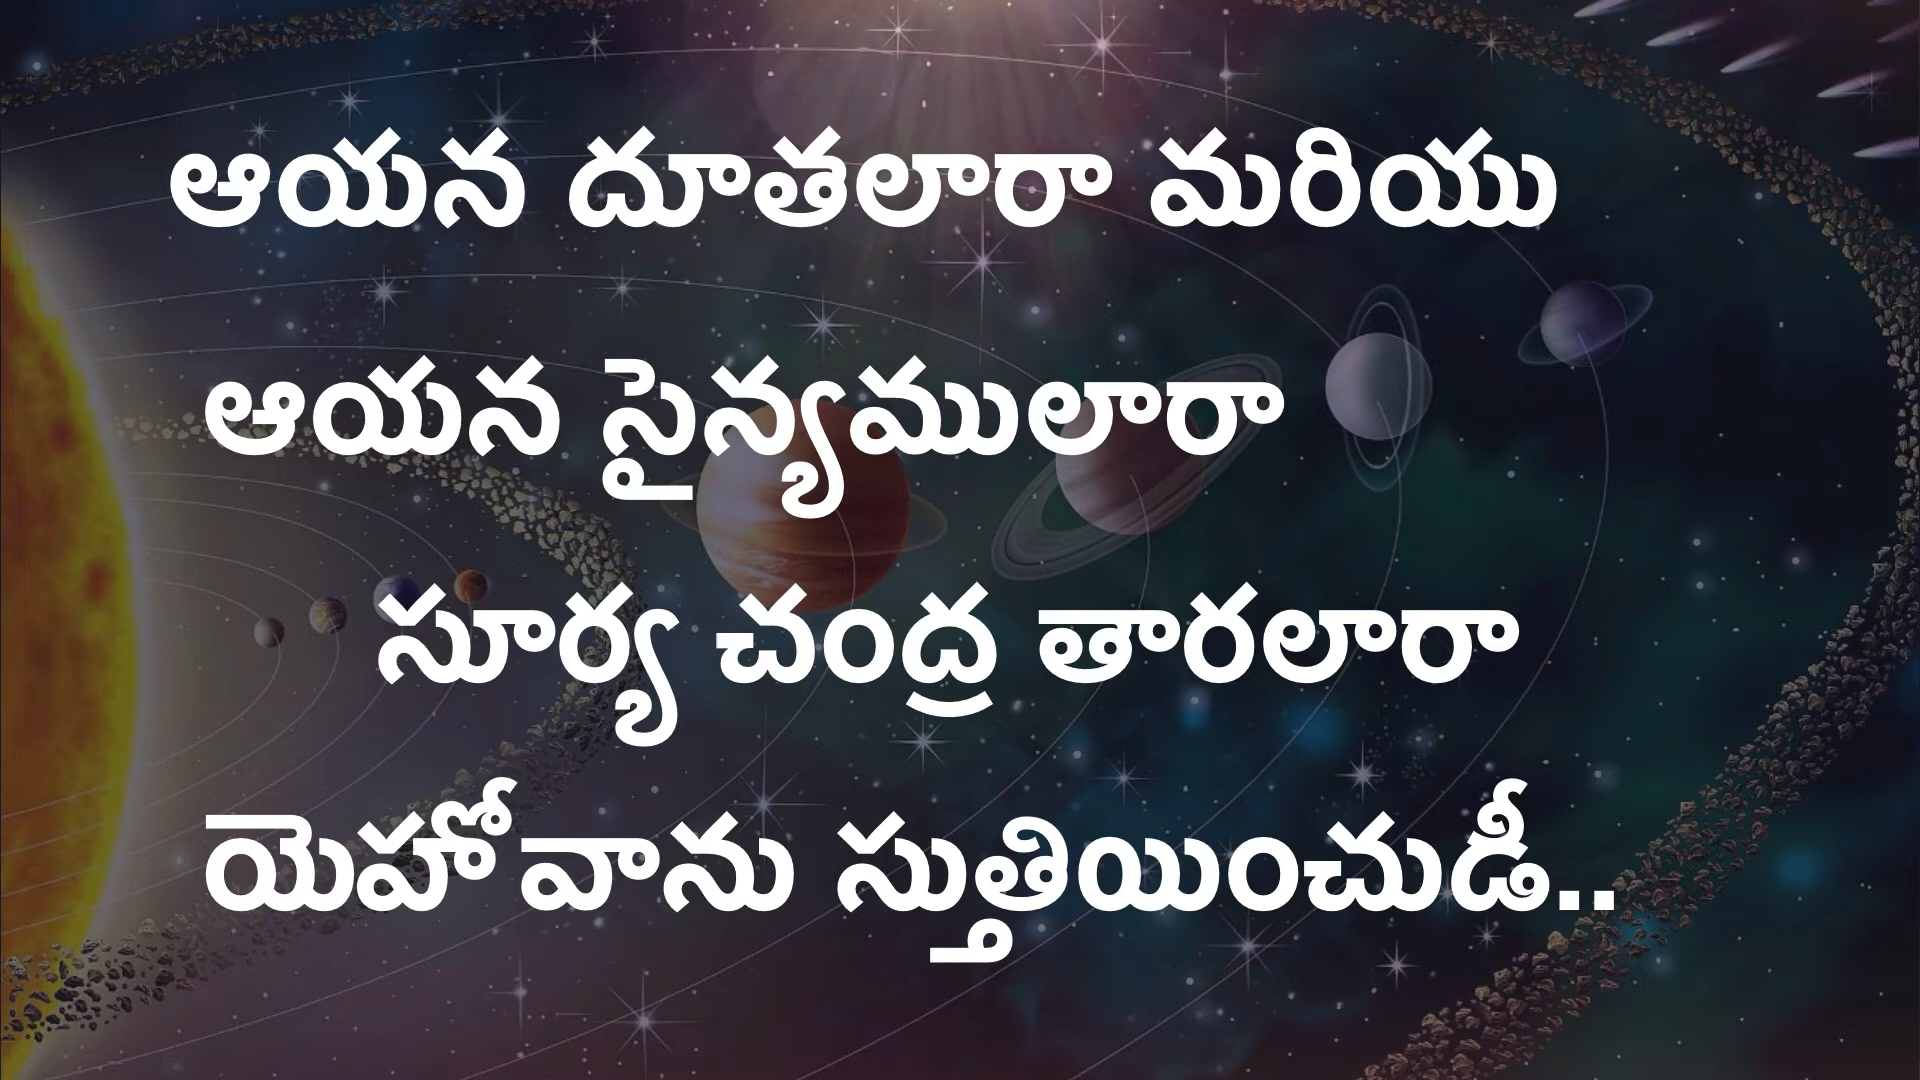 ఆయన దూతలారా మరియు
ఆయన సైన్యములారా
సూర్య చంద్ర తారలారా
యెహోవాను స్తుతియించుడీ..